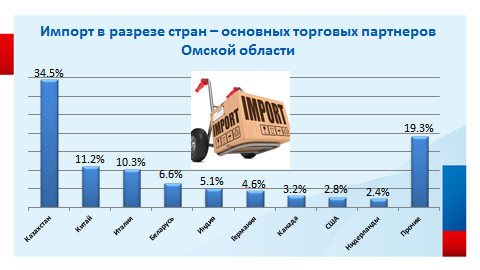 Импорт в разрезе стран – основных торговых партнеров
Омской области
34.5%
11.2%
10.3%
6.6%
5.1%
4.6%
3.2%
2.8%
2.4%
19.3%
IMPORT
IMPORT
Казахстан
Китай
Италия
Беларусь
Индия
Германия
Канада
США
Нидерланды
Прочие